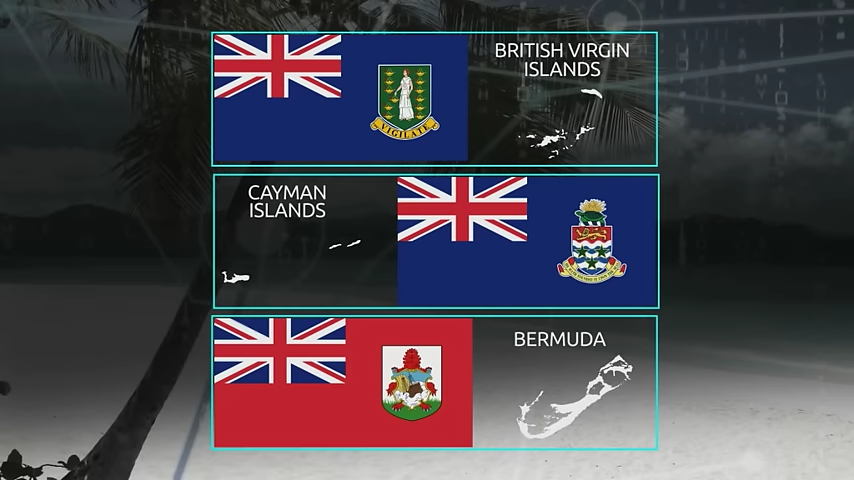 BRITISH VIRGIN
ISLANDS
VIGILATE
CAYMAN
ISLANDS
BERMUDA